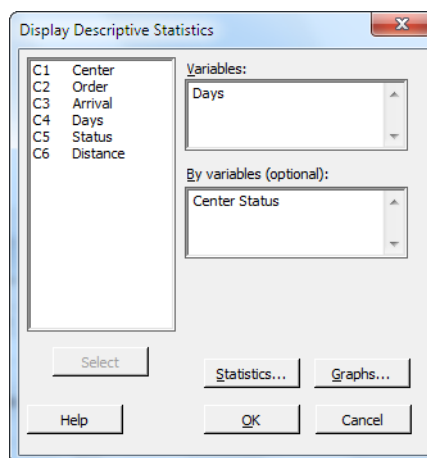 Display Descriptive Statistics
C1 Center
C2 Order
C3 Arrival
C4 Days
C5 Status
C6 Distance
Variables:
Days
By variables (optional):
Center Status
Select
Statistics...
Graphs...
Help
OK
Cancel